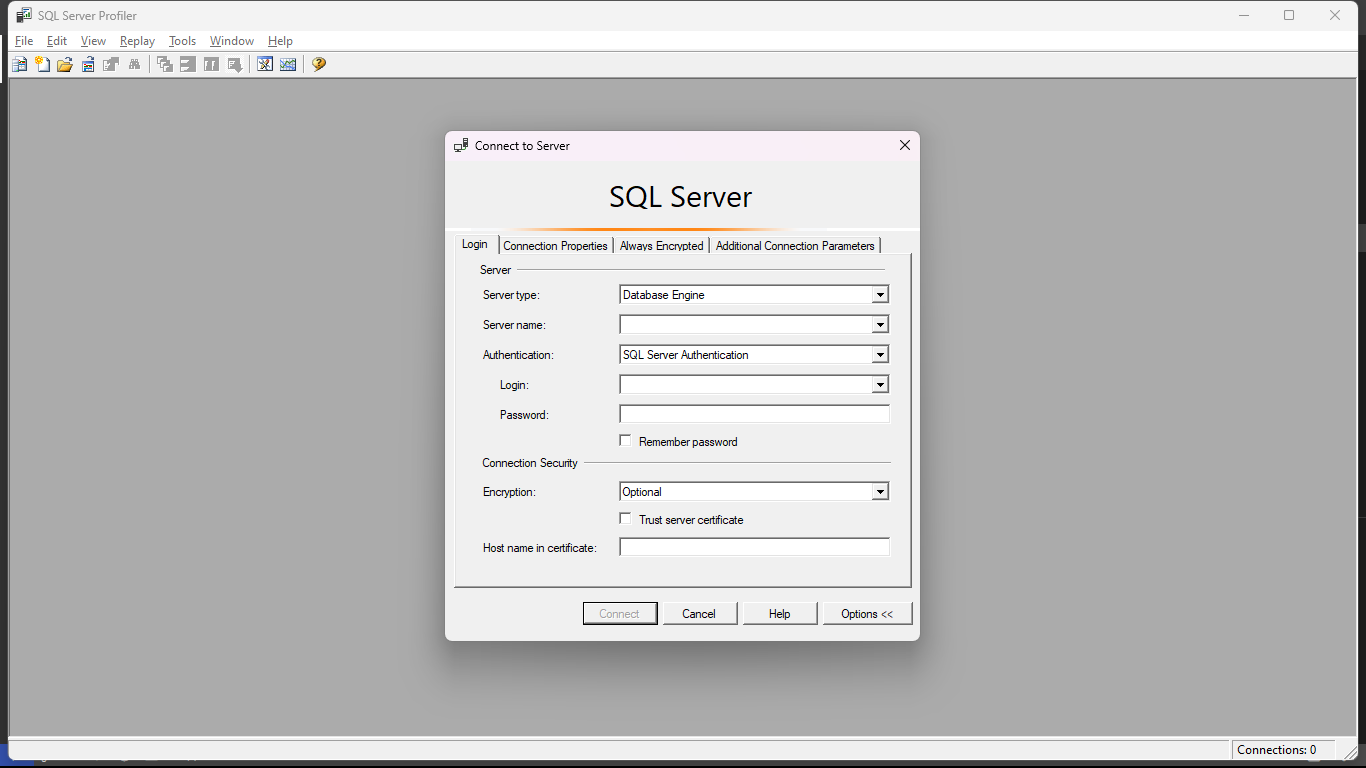 SQL Server Profiler
File Edit View Replay Tools Window Help
Connect to Server
SQL Server
Login Connection Properties Always Encrypted Additional Connection Parameters
Server
Server type: Database Engine
Server name:
Authentication: SQL Server Authentication
Login:
Password:
Remember password
Connection Security
Encryption: Optional
Trust server certificate
Host name in certificate:
Connect Cancel Help Options <<
Connections: 0